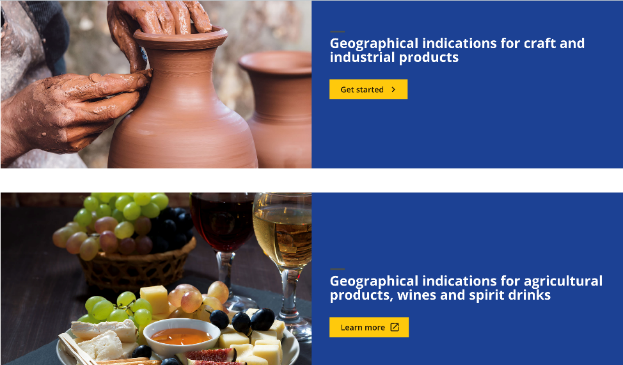 Geographical indications for craft and
industrial products
Get started
Geographical indications for agricultural
products, wines and spirit drinks
Learn more